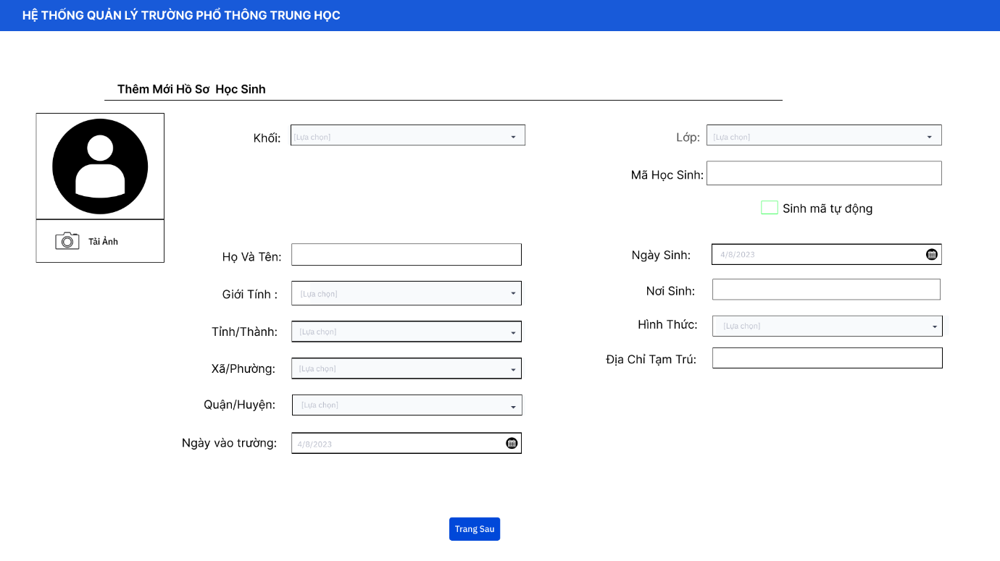 HỆ THỐNG QUẢN LÝ TRƯỜNG PHỔ THÔNG TRUNG HỌC
Thêm Mới Hồ Sơ  Học Sinh
Khối: [Lựa chọn]
Lớp: [Lựa chọn]
Mã Học Sinh:
Sinh mã tự động
Tải Ảnh
Họ Và Tên:
Ngày Sinh: 4/8/2023
Giới Tính : [Lựa chọn]
Nơi Sinh:
Tỉnh/Thành: [Lựa chọn]
Hình Thức: [Lựa chọn]
Xã/Phường: [Lựa chọn]
Địa Chỉ Tạm Trú:
Quận/Huyện: [Lựa chọn]
Ngày vào trường: 4/8/2023
Trang Sau